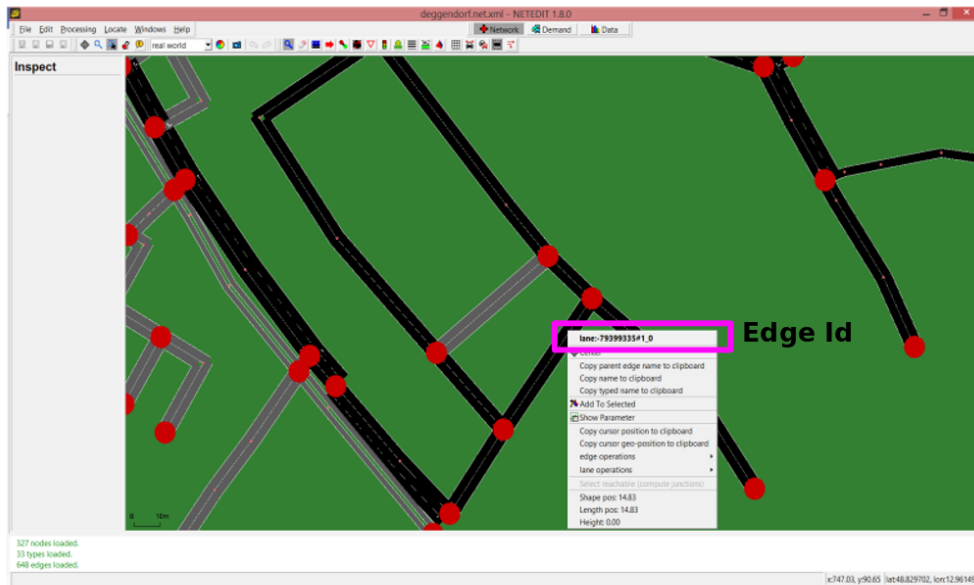 deggendorf.net.xml - NETEDIT 1.8.0
File Edit Processing Locate Windows Help
Network Demand Data
real world
Inspect
lane:-79399335#1_0
Edge Id
Center
Copy parent edge name to clipboard
Copy name to clipboard
Copy typed name to clipboard
Add To Selected
Show Parameter
Copy cursor position to clipboard
Copy cursor geo-position to clipboard
edge operations
lane operations
Select reachable (compute junctions)
Shape pos: 14.83
Length pos: 14.83
Height: 0.00
0 10m
327 nodes loaded.
33 types loaded.
648 edges loaded.
x:747.03, y:90.65 lat:48.829702, lon:12.96149